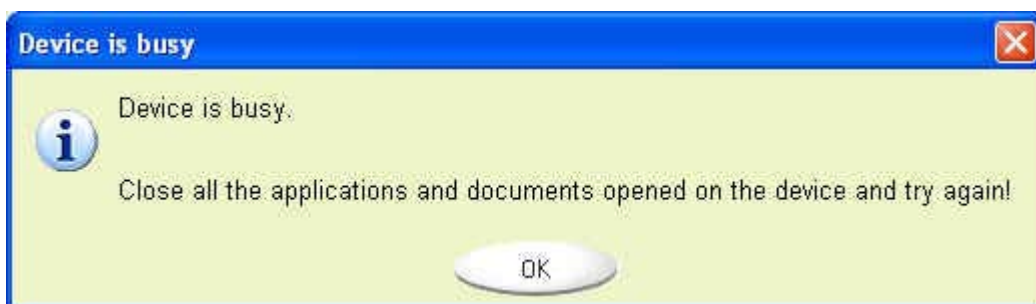 Device is busy
Device is busy.
Close all the applications and documents opened on the device and try again!
OK